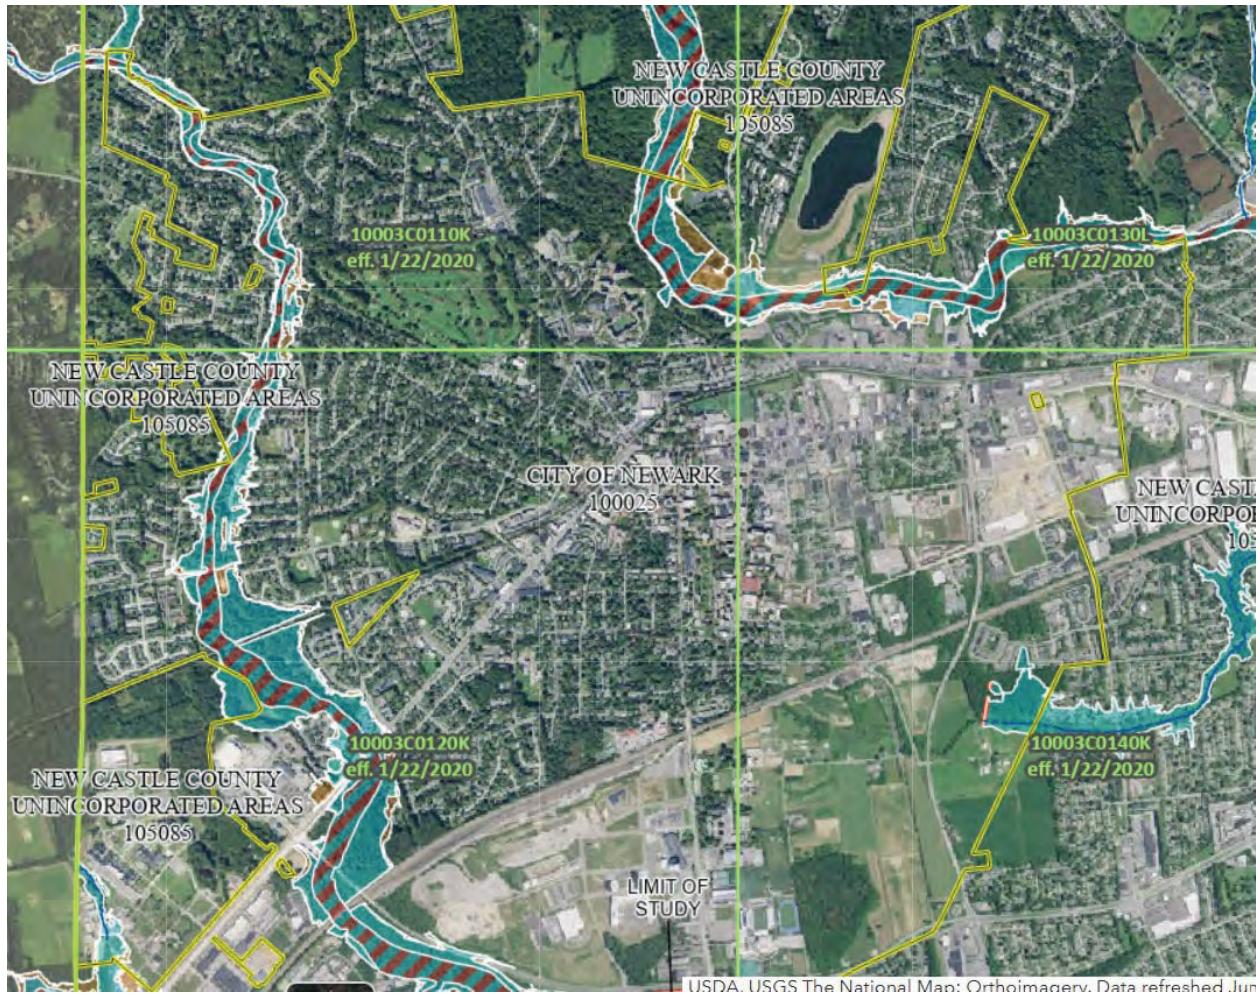 NEW CASTLE COUNTY
UNINCORPORATED AREAS
105085
10003C0110K
eff. 1/22/2020
10003C0130L
eff. 1/22/2020
NEW CASTLE COUNTY
UNINCORPORATED AREAS
105085
CITY OF NEWARK
100025
NEW CASTL
UNINCORPOR
105
10003C0120K
eff. 1/22/2020
10003C0140K
eff. 1/22/2020
NEW CASTLE COUNTY
UNINCORPORATED AREAS
105085
LIMIT OF
STUDY
USDA, USGS The National Map: Orthoimagery. Data refreshed Jun